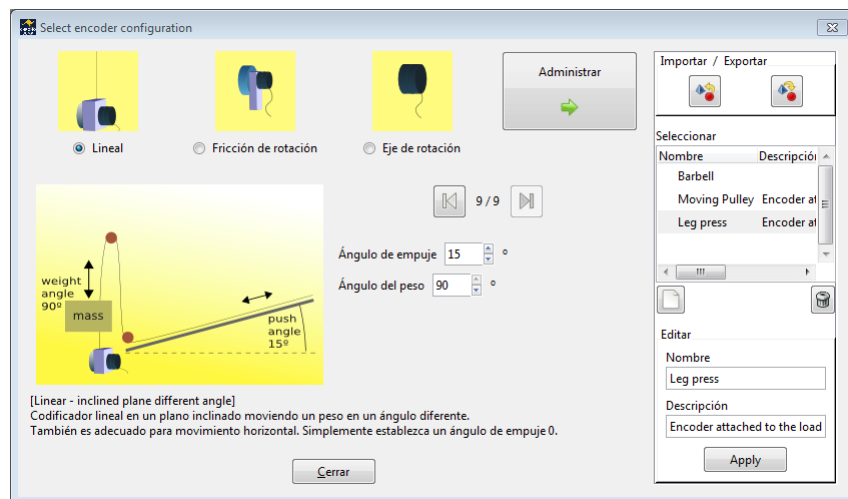 Select encoder configuration
Lineal
Fricción de rotación
Eje de rotación
Administrar
9 / 9
Ángulo de empuje 15 º
Ángulo del peso 90 º
weight
angle
90º
mass
push
angle
15º
[Linear - inclined plane different angle]
Codificador lineal en un plano inclinado moviendo un peso en un ángulo diferente.
También es adecuado para movimiento horizontal. Simplemente establezca un ángulo de empuje 0.
Cerrar
Importar / Exportar
Seleccionar
Nombre Descripción
Barbell
Moving Pulley Encoder at
Leg press Encoder at
Editar
Nombre
Leg press
Descripción
Encoder attached to the load
Apply